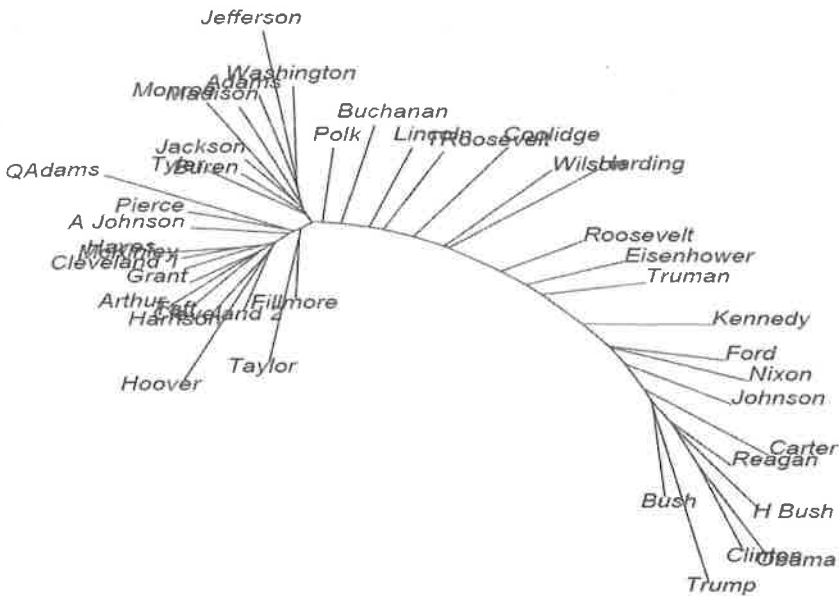 Jefferson
Washington
Adams
Madison
Monroe
Buchanan
Polk
Lincoln
TRoosevelt
Coolidge
Jackson
Tyler
Buren
Wilson
Harding
QAdams
Pierce
A Johnson
Hayes
McKinley
Cleveland 1
Grant
Roosevelt
Eisenhower
Truman
Arthur
Taft
Cleveland 2
Harrison
Fillmore
Kennedy
Taylor
Hoover
Ford
Nixon
Johnson
Carter
Reagan
Bush
H Bush
Clinton
Obama
Trump